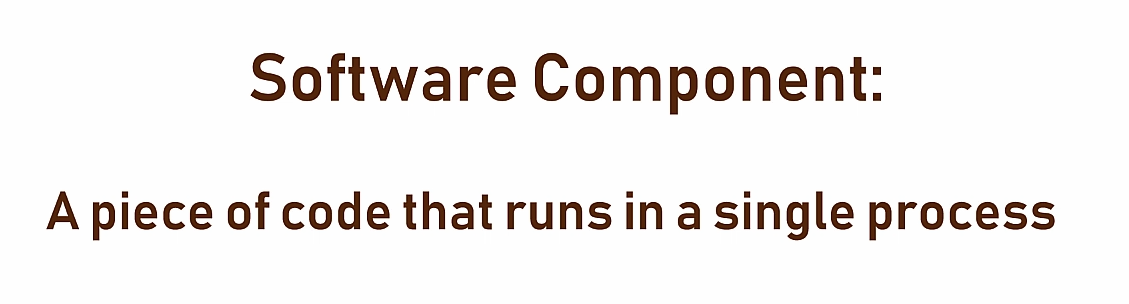 Software Component:
A piece of code that runs in a single process